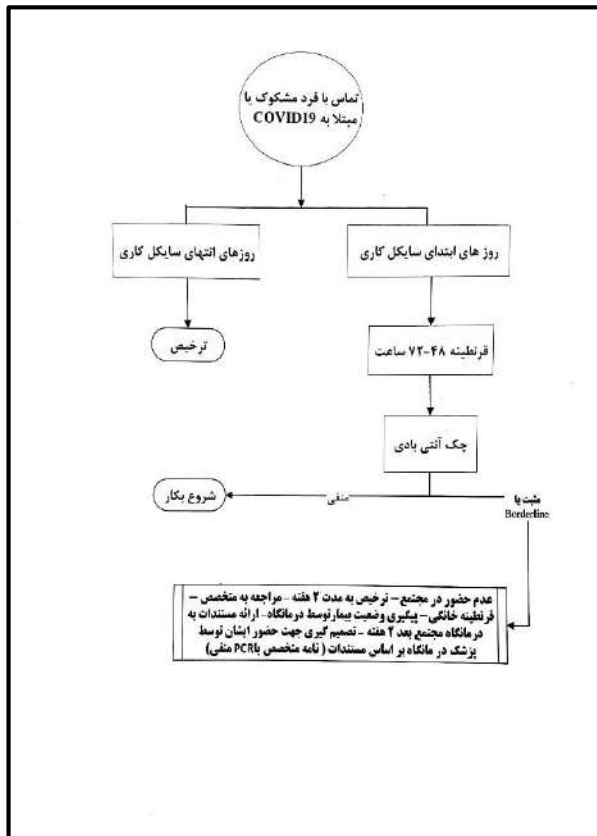 تماس با فرد مشکوک یا
مبتلا به COVID19
روز های ابتدای سایکل کاری
روزهای انتهای سایکل کاری
قرنطینه ۴۸-۷۲ ساعت
ترخیص
چک آنتی بادی
مثبت یا
Borderline
منفی
شروع بکار
عدم حضور در مجتمع – ترخیص به مدت ۲ هفته – مراجعه به متخصص –
قرنطینه خانگی – پیگیری وضعیت بیمار توسط درمانگاه – ارائه مستندات به
درمانگاه مجتمع بعد ۲ هفته – تصمیم گیری جهت حضور ایشان توسط
پزشک در مانگاه بر اساس مستندات ( نامه متخصص یا PCR منفی)